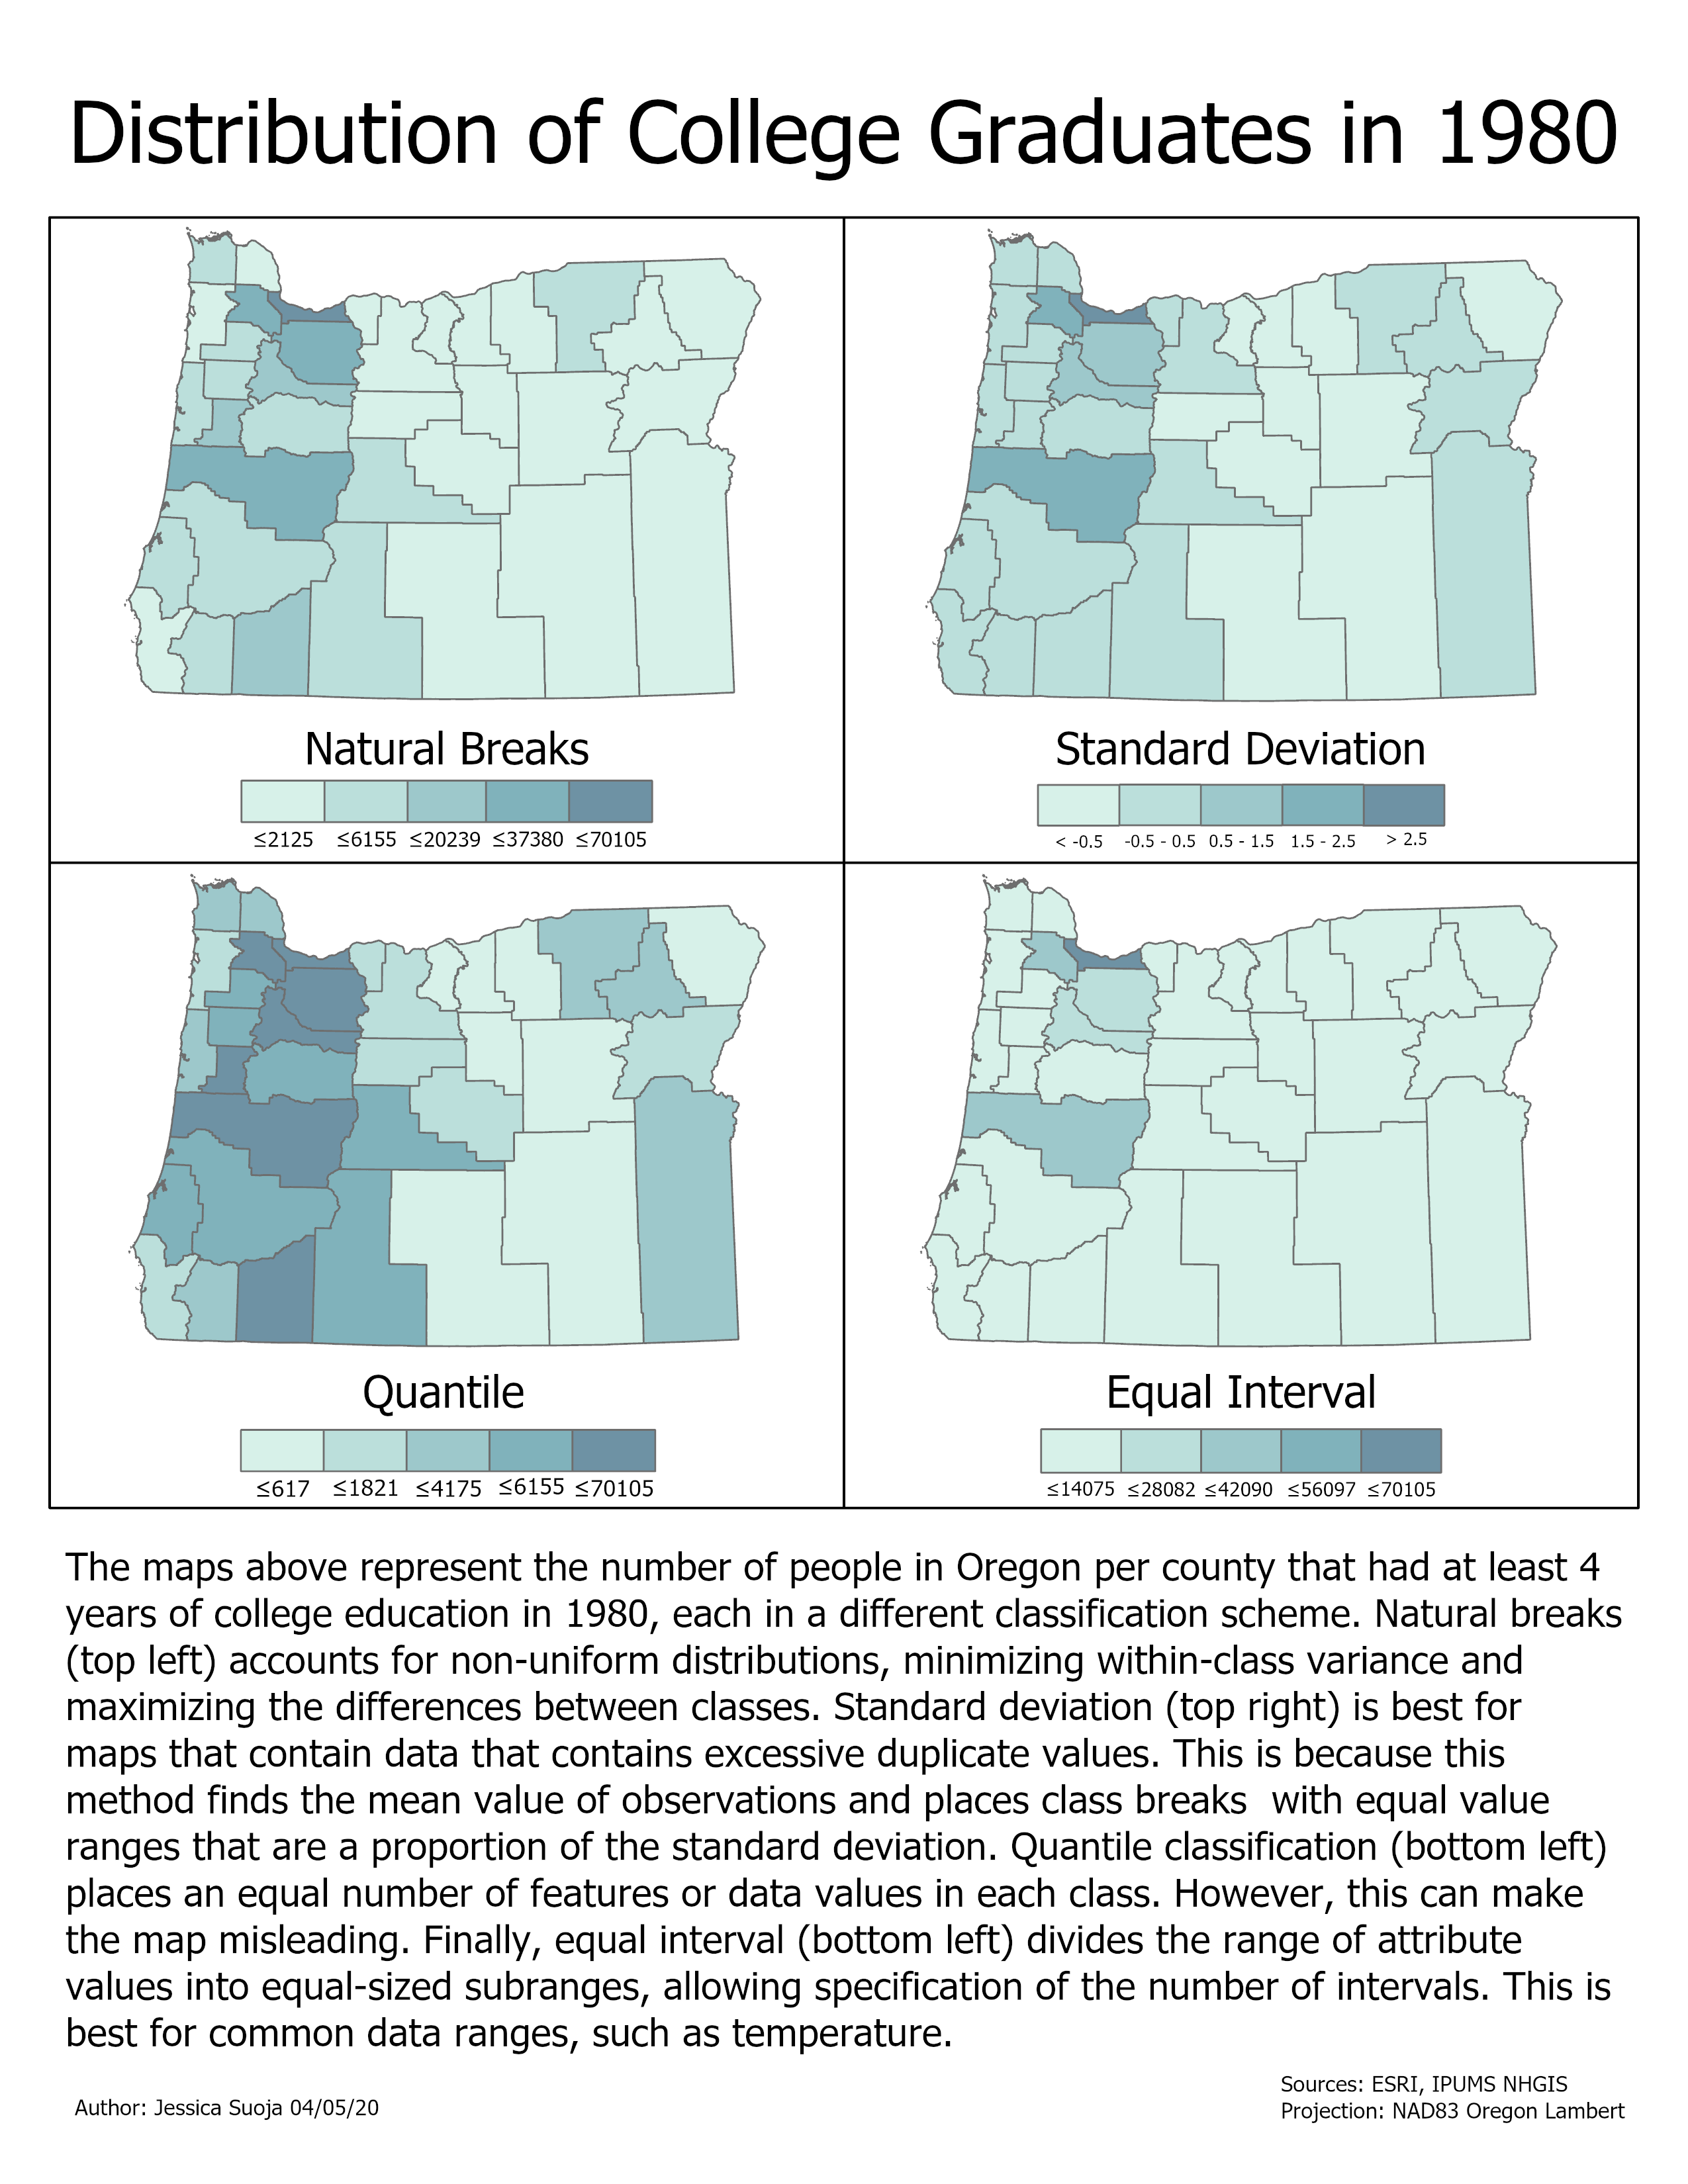 Distribution of College Graduates in 1980
Natural Breaks
≤2125 ≤6155 ≤20239 ≤37380 ≤70105
Standard Deviation
< -0.5 -0.5 - 0.5 0.5 - 1.5 1.5 - 2.5 > 2.5
Quantile
≤617 ≤1821 ≤4175 ≤6155 ≤70105
Equal Interval
≤14075 ≤28082 ≤42090 ≤56097 ≤70105
The maps above represent the number of people in Oregon per county that had at least 4
years of college education in 1980, each in a different classification scheme. Natural breaks
(top left) accounts for non-uniform distributions, minimizing within-class variance and
maximizing the differences between classes. Standard deviation (top right) is best for
maps that contain data that contains excessive duplicate values. This is because this
method finds the mean value of observations and places class breaks  with equal value
ranges that are a proportion of the standard deviation. Quantile classification (bottom left)
places an equal number of features or data values in each class. However, this can make
the map misleading. Finally, equal interval (bottom left) divides the range of attribute
values into equal-sized subranges, allowing specification of the number of intervals. This is
best for common data ranges, such as temperature.
Author: Jessica Suoja 04/05/20
Sources: ESRI, IPUMS NHGIS
Projection: NAD83 Oregon Lambert